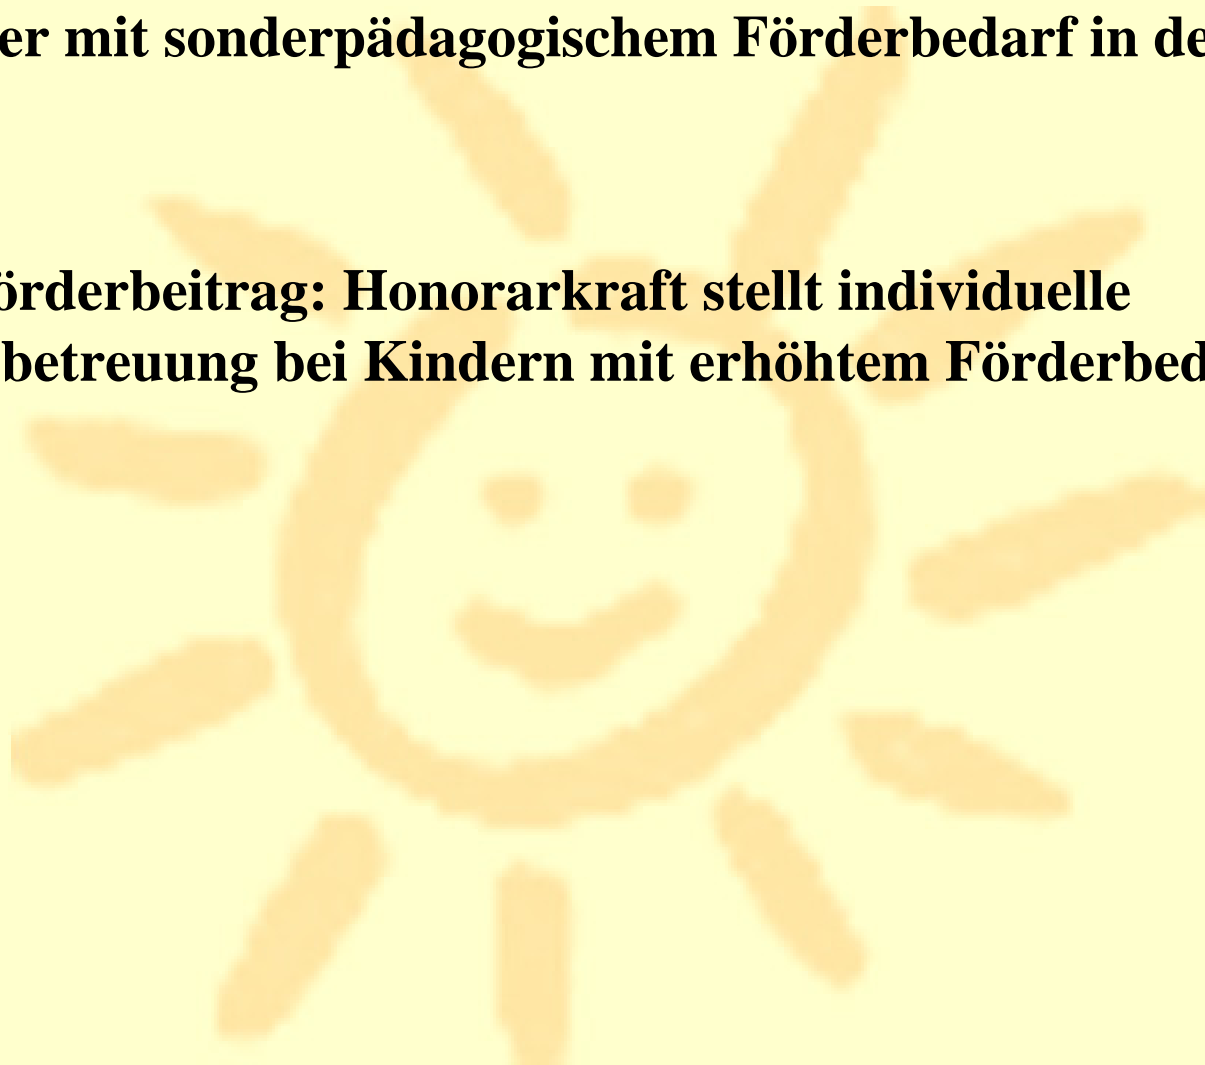 er mit sonderpädagogischem Förderbedarf in de
örderbeitrag: Honorarkraft stellt individuelle
betreuung bei Kindern mit erhöhtem Förderbed